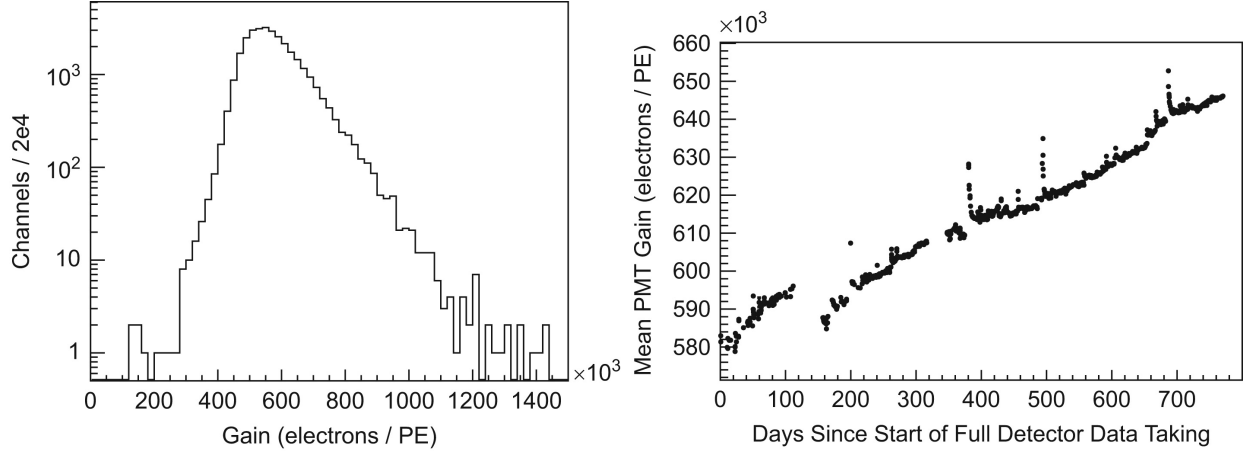 Channels / 2e4
10³
10²
10
1
0 200 400 600 800 1000 1200 1400
×10³
Gain (electrons / PE)
×10³
Mean PMT Gain (electrons / PE)
660
650
640
630
620
610
600
590
580
0 100 200 300 400 500 600 700
Days Since Start of Full Detector Data Taking